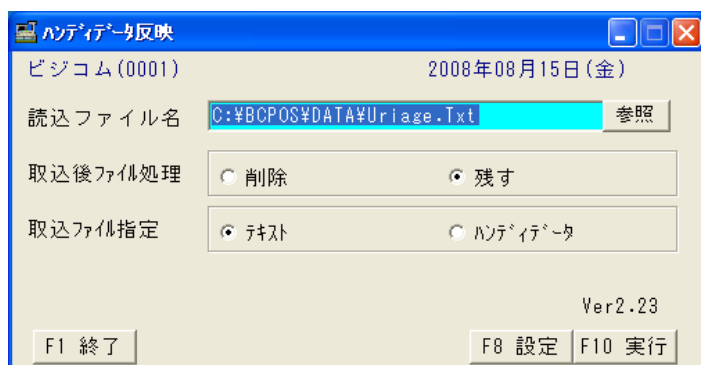 ﾊﾝﾃﾞｨﾃﾞｰﾀ反映
ビジコム(0001) 2008年08月15日(金)
読込ファイル名 C:¥BCPOS¥DATA¥Uriage.Txt 参照
取込後ﾌｧｲﾙ処理 削除 残す
取込ﾌｧｲﾙ指定 ﾃｷｽﾄ ﾊﾝﾃﾞｨﾃﾞｰﾀ
Ver2.23
F1 終了 F8 設定 F10 実行